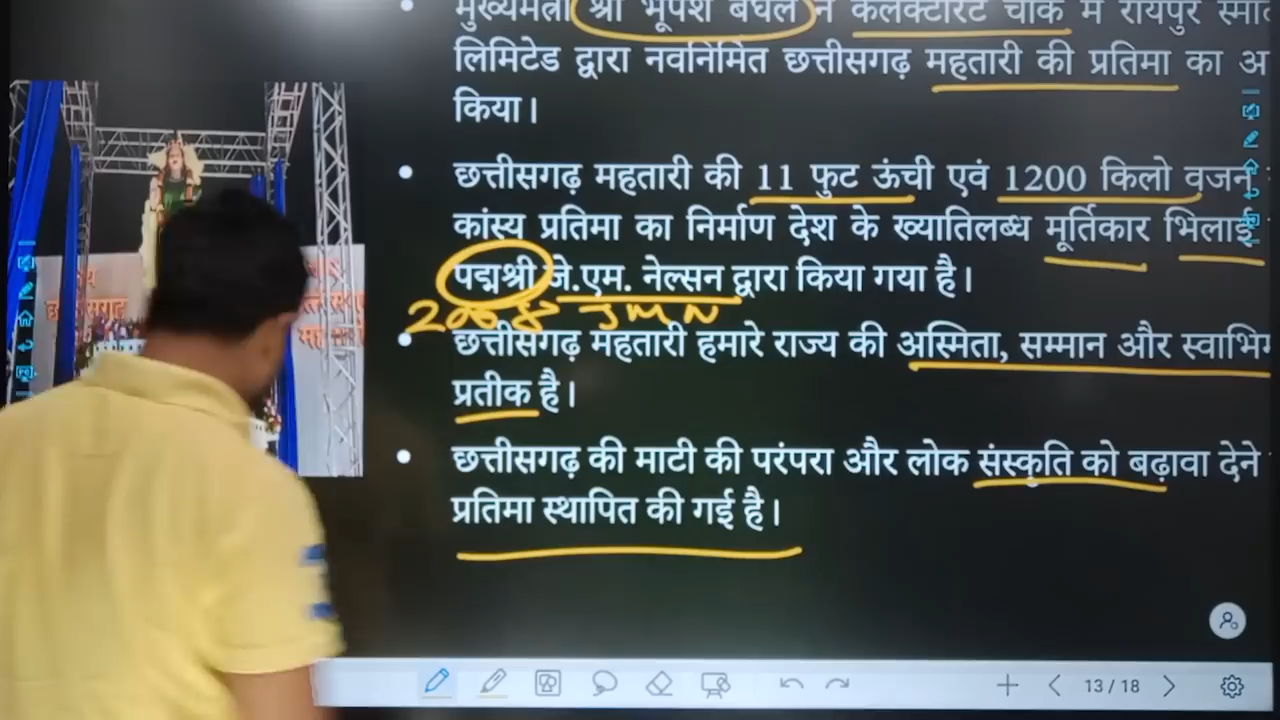 मुख्यमंत्री श्री भूपेश बघेल ने कलेक्टोरेट चौक में रायपुर
लिमिटेड द्वारा नवनिर्मित छत्तीसगढ़ महतारी की प्रतिमा का अ
किया।
छत्तीसगढ़ महतारी की 11 फुट ऊंची एवं 1200 किलो वजन
कांस्य प्रतिमा का निर्माण देश के ख्यातिलब्ध मूर्तिकार भिलाई
पद्मश्री जे.एम. नेल्सन द्वारा किया गया है।
JMN
छत्तीसगढ़ महतारी हमारे राज्य की अस्मिता, सम्मान और
प्रतीक है।
छत्तीसगढ़ की माटी की परंपरा और लोक संस्कृति को बढ़ावा देने
प्रतिमा स्थापित की गई है।
13 / 18